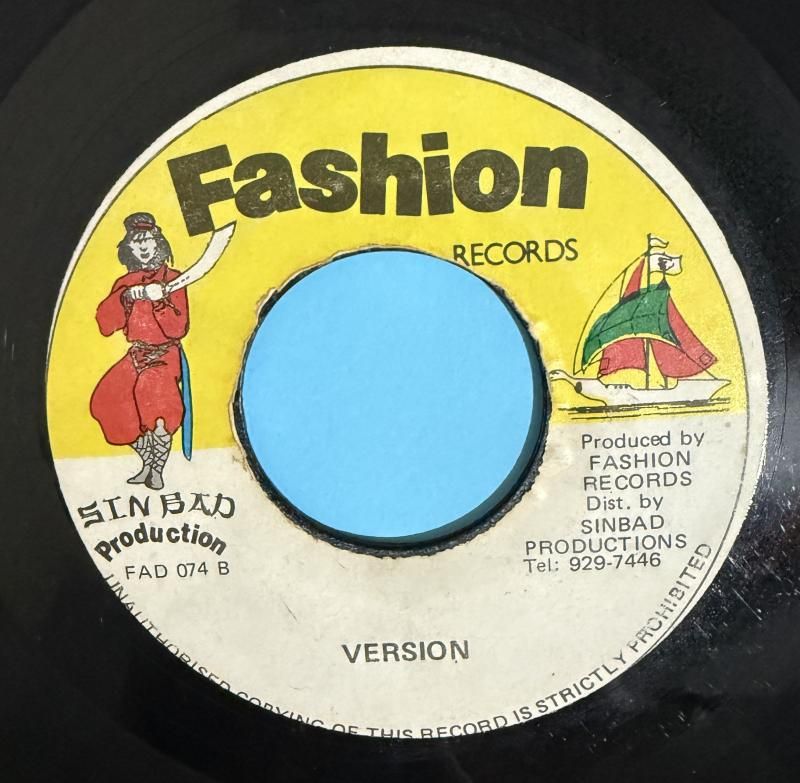 Fashion
RECORDS
SINBAD
Production
FAD 074 B
Produced by
FASHION
RECORDS
Dist. by
SINBAD
PRODUCTIONS
Tel: 929-7446
VERSION
UNAUTHORISED COPYING OF THIS RECORD IS STRICTLY PROHIBITED